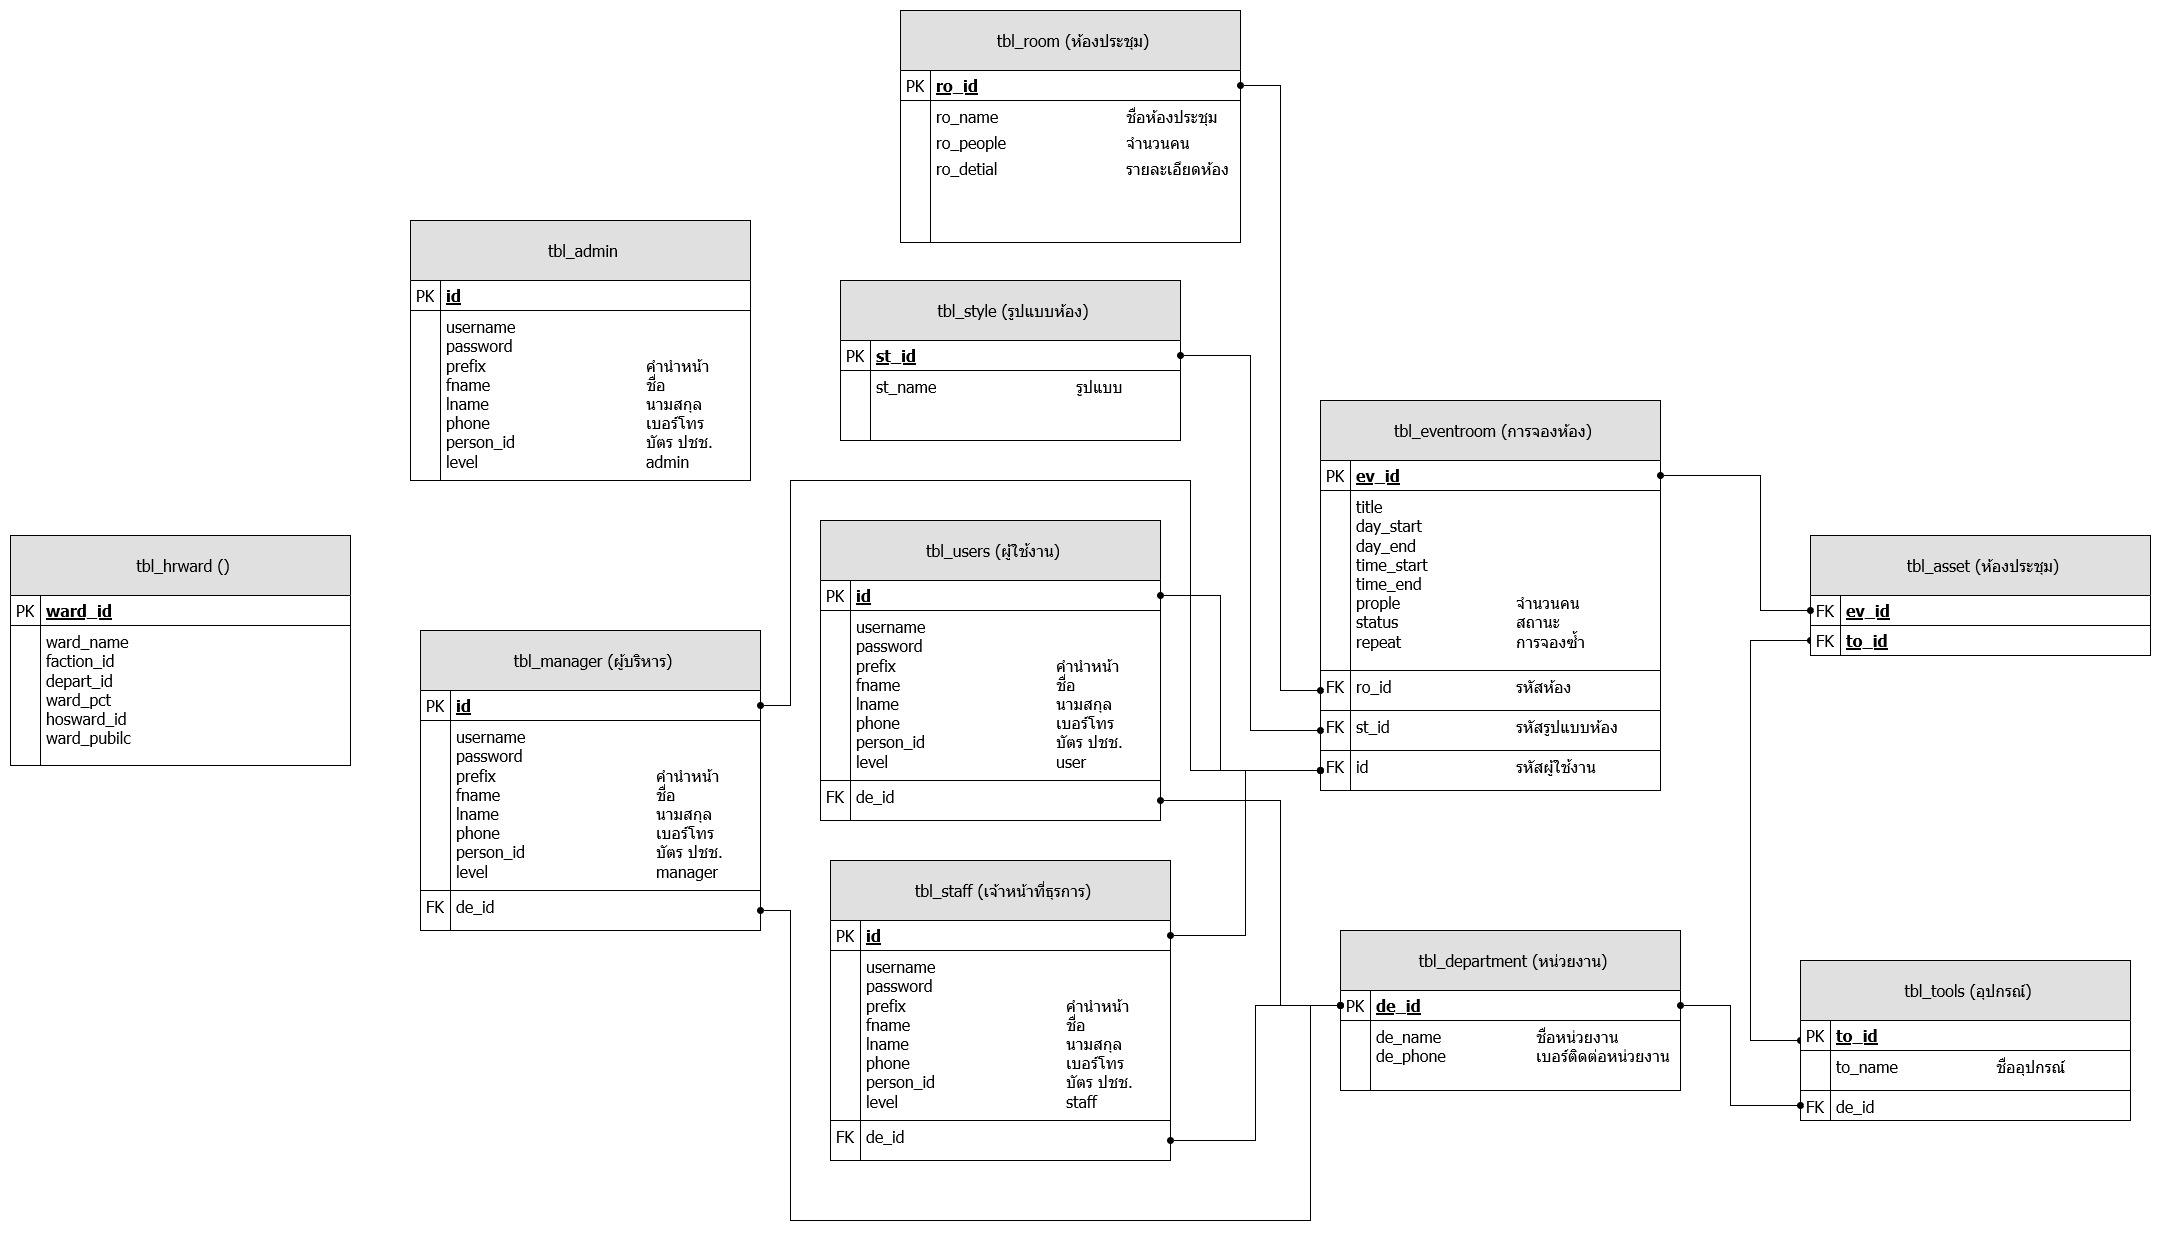 tbl_room (ห้องประชุม)
PK ro_id
ro_name ชื่อห้องประชุม
ro_people จำนวนคน
ro_detial รายละเอียดห้อง
tbl_admin
PK id
username
password
prefix คำนำหน้า
fname ชื่อ
lname นามสกุล
phone เบอร์โทร
person_id บัตร ปชช.
level admin
tbl_style (รูปแบบห้อง)
PK st_id
st_name รูปแบบ
tbl_eventroom (การจองห้อง)
PK ev_id
title
day_start
day_end
time_start
time_end
prople จำนวนคน
status สถานะ
repeat การจองซ้ำ
FK ro_id รหัสห้อง
FK st_id รหัสรูปแบบห้อง
FK id รหัสผู้ใช้งาน
tbl_hrward ()
PK ward_id
ward_name
faction_id
depart_id
ward_pct
hosward_id
ward_pubilc
tbl_manager (ผู้บริหาร)
PK id
username
password
prefix คำนำหน้า
fname ชื่อ
lname นามสกุล
phone เบอร์โทร
person_id บัตร ปชช.
level manager
FK de_id
tbl_users (ผู้ใช้งาน)
PK id
username
password
prefix คำนำหน้า
fname ชื่อ
lname นามสกุล
phone เบอร์โทร
person_id บัตร ปชช.
level user
FK de_id
tbl_staff (เจ้าหน้าที่ธุรการ)
PK id
username
password
prefix คำนำหน้า
fname ชื่อ
lname นามสกุล
phone เบอร์โทร
person_id บัตร ปชช.
level staff
FK de_id
tbl_asset (ห้องประชุม)
FK ev_id
FK to_id
tbl_department (หน่วยงาน)
PK de_id
de_name ชื่อหน่วยงาน
de_phone เบอร์ติดต่อหน่วยงาน
tbl_tools (อุปกรณ์)
PK to_id
to_name ชื่ออุปกรณ์
FK de_id